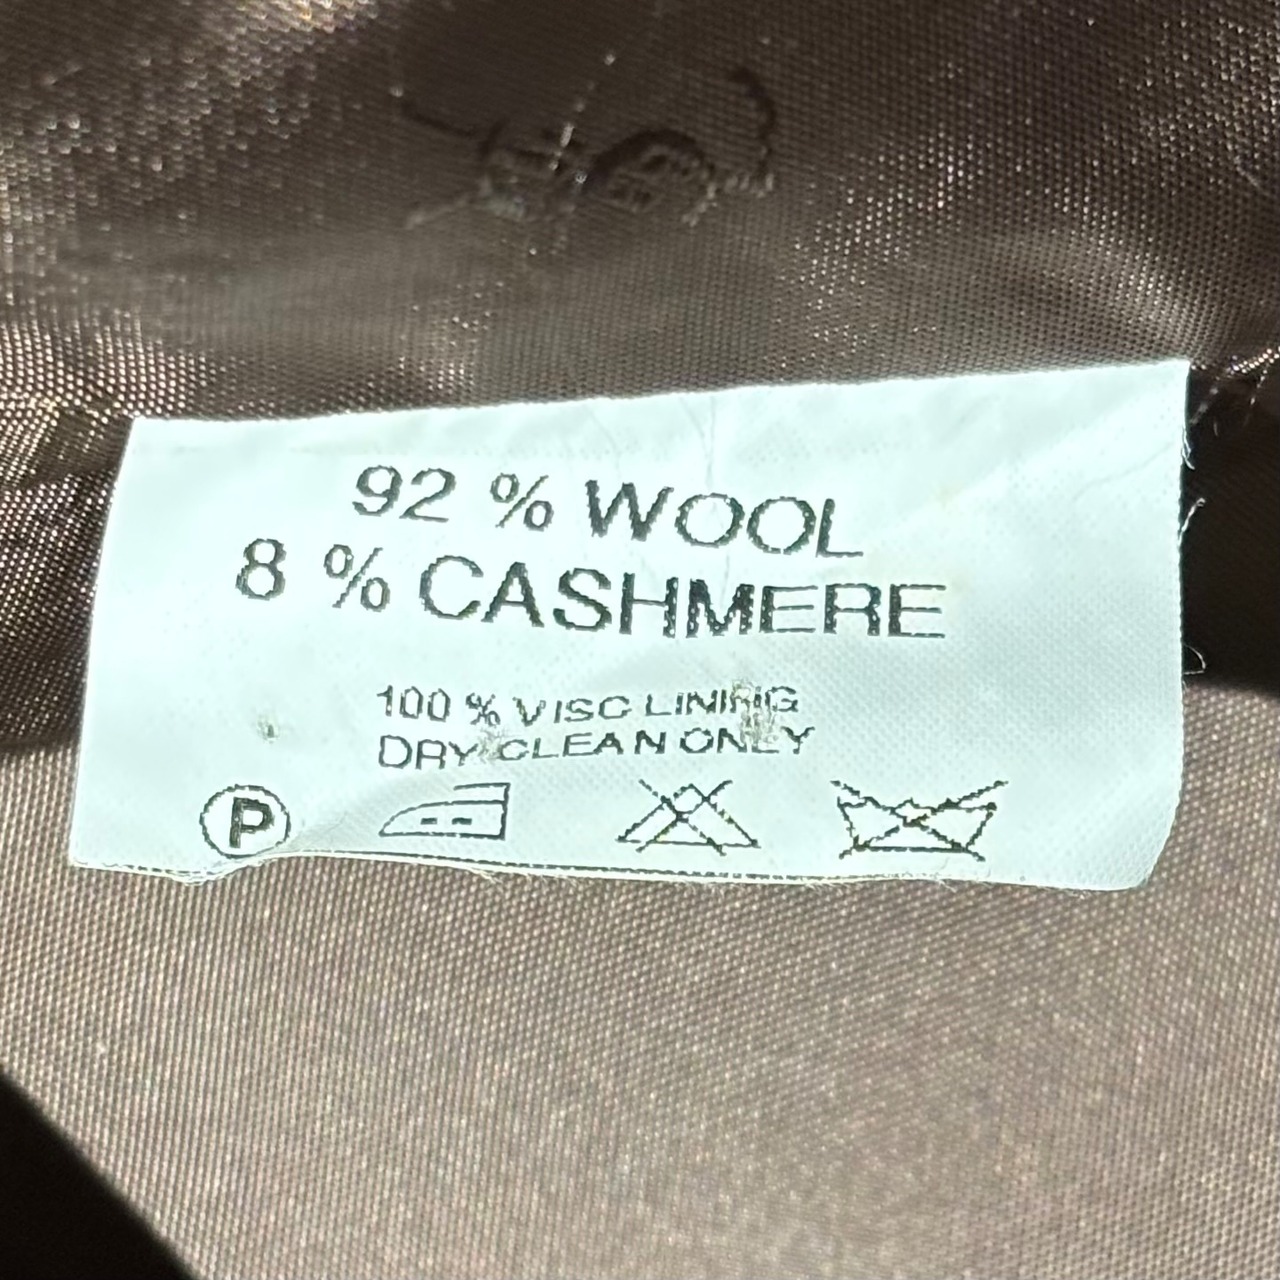 92 % WOOL
8 % CASHMERE
100 % VISC LINING
DRY CLEAN ONLY
P